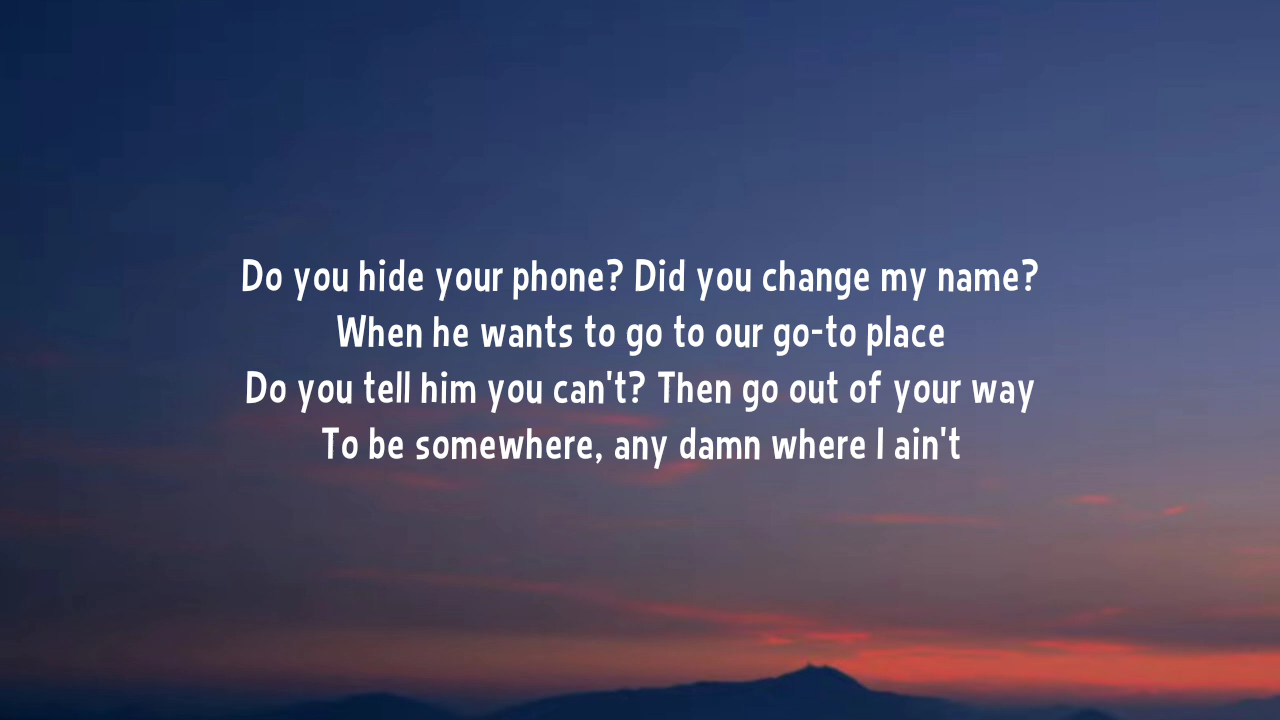 Do you hide your phone? Did you change my name?
When he wants to go to our go-to place
Do you tell him you can't? Then go out of your way
To be somewhere, any damn where I ain't